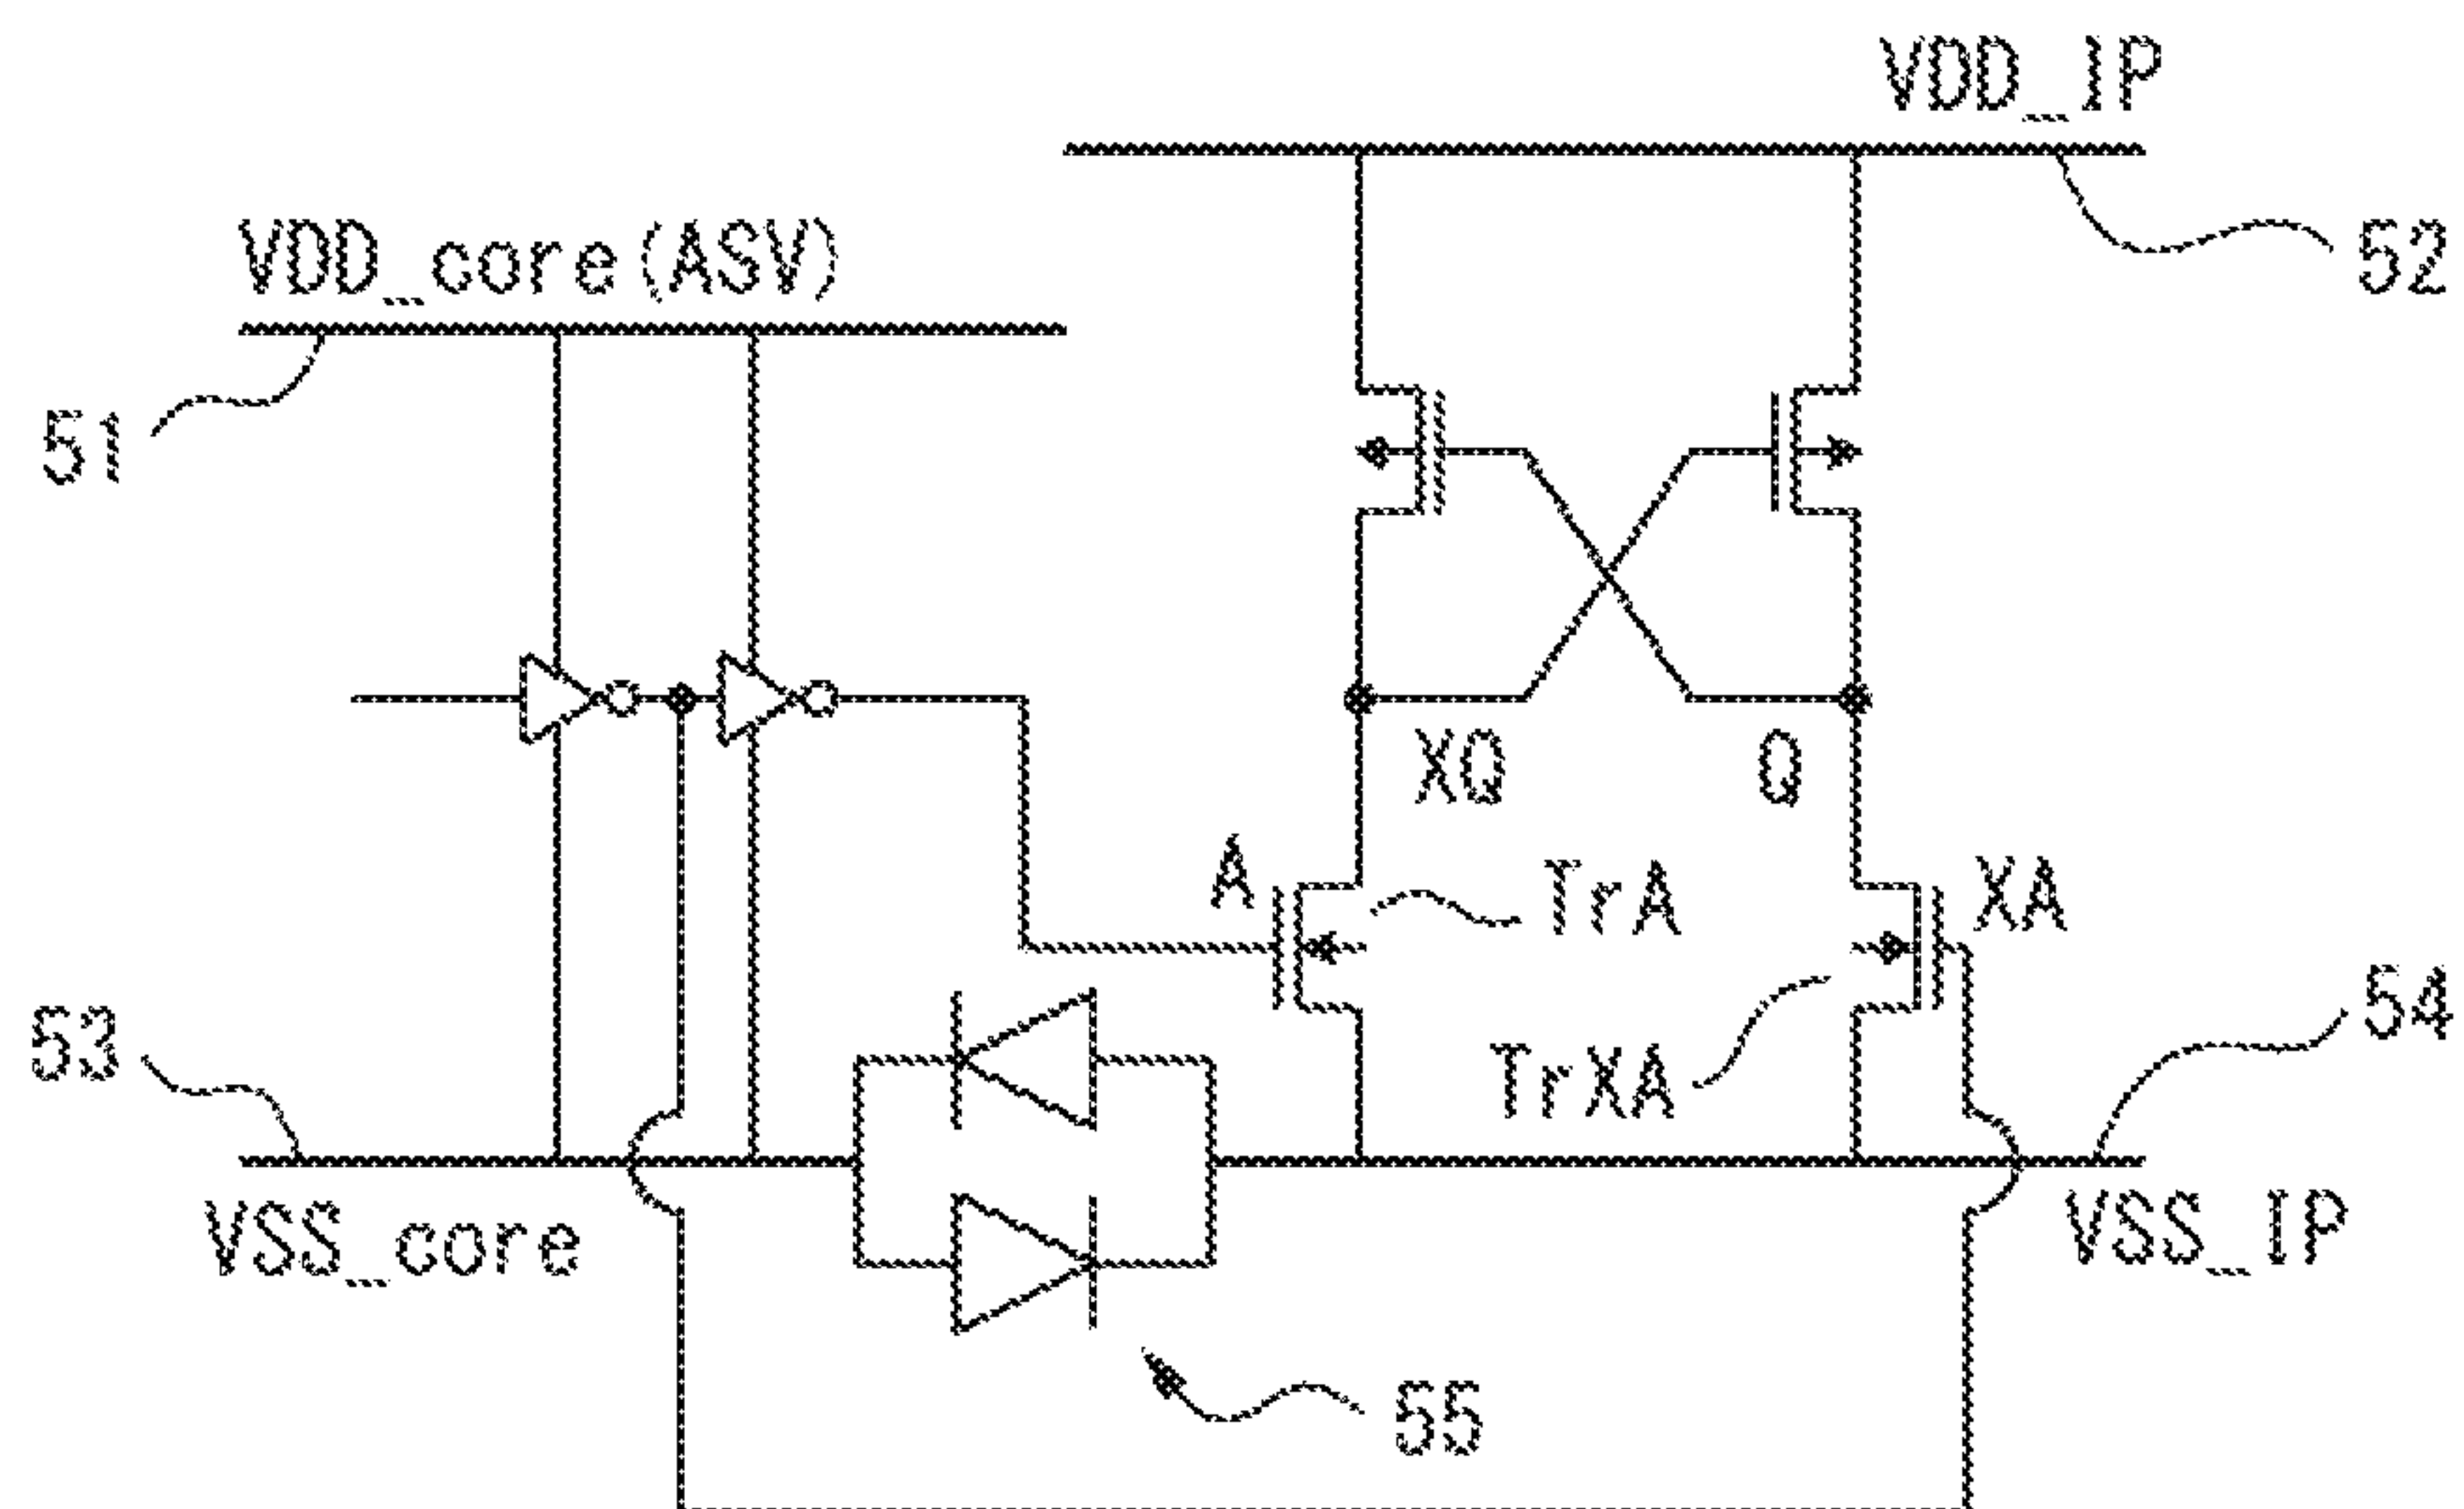 VDD_IP
52
VDD_core(ASV)
51
XQ
Q
A
TrA
XA
53
TrXA
54
VSS_core
VSS_IP
55